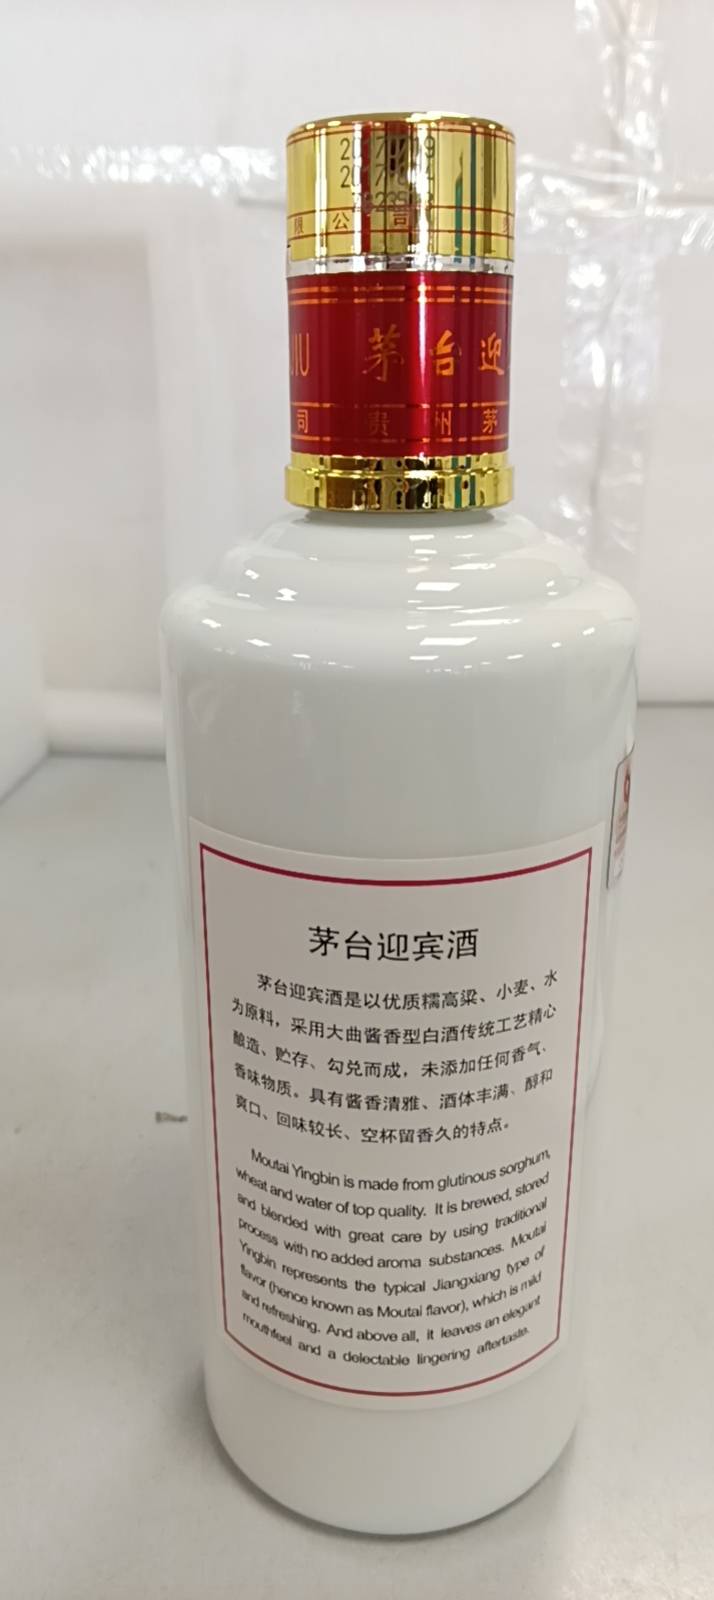 限公司
JIU 茅台迎
司 贵州茅
茅台迎宾酒
茅台迎宾酒是以优质糯高粱、小麦、水
为原料，采用大曲酱香型白酒传统工艺精心
酿造、贮存、勾兑而成，未添加任何香气、
香味物质。具有酱香清雅、酒体丰满、醇和
爽口、回味较长、空杯留香久的特点。
Moutai Yingbin is made from glutinous sorghum,
wheat and water of top quality. It is brewed, stored
and blended with great care by using traditional
process with no added aroma substances. Moutai
Yingbin represents the typical Jiangxiang type of
flavor (hence known as Moutai flavor), which is mild
and refreshing. And above all, it leaves an elegant
mouthfeel and a delectable lingering aftertaste.